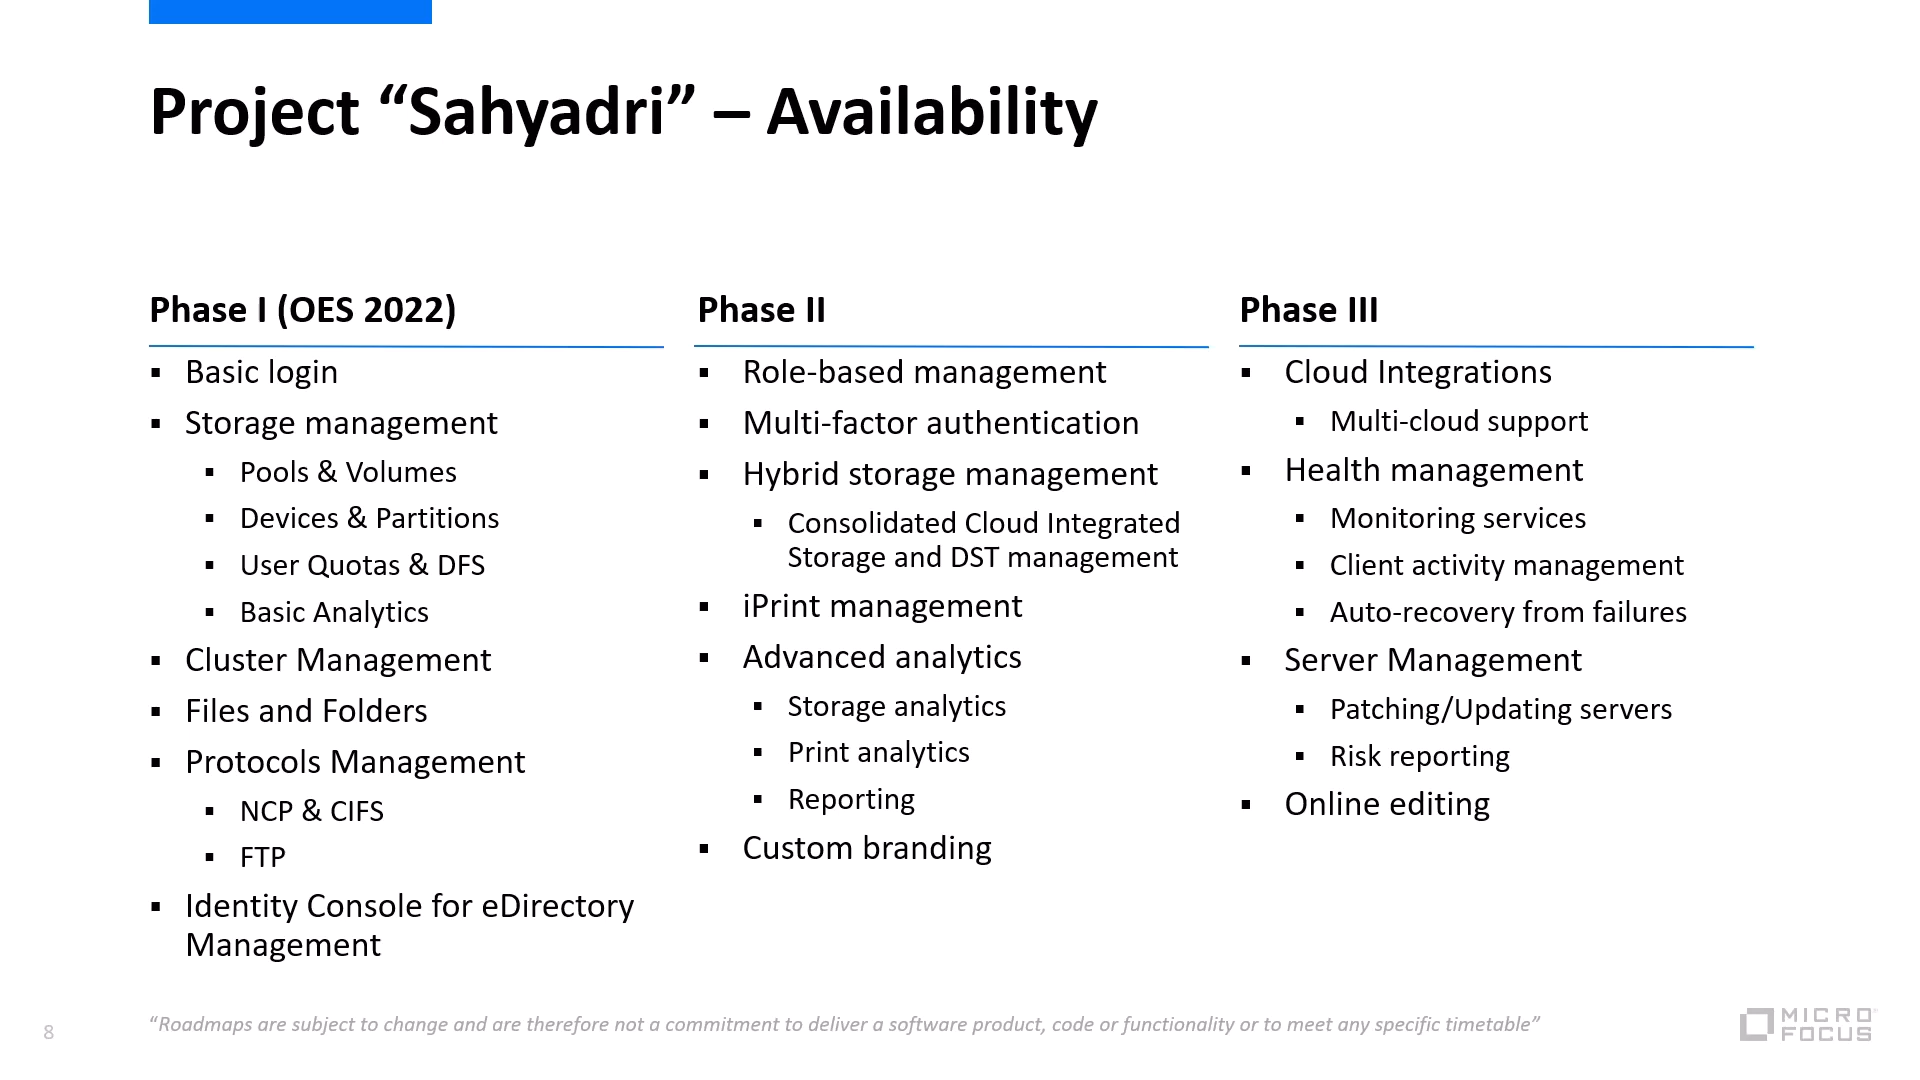 Project “Sahyadri” – Availability
Phase I (OES 2022)
▪ Basic login
▪ Storage management
▪ Pools & Volumes
▪ Devices & Partitions
▪ User Quotas & DFS
▪ Basic Analytics
▪ Cluster Management
▪ Files and Folders
▪ Protocols Management
▪ NCP & CIFS
▪ FTP
▪ Identity Console for eDirectory
Management
Phase II
▪ Role-based management
▪ Multi-factor authentication
▪ Hybrid storage management
▪ Consolidated Cloud Integrated
Storage and DST management
▪ iPrint management
▪ Advanced analytics
▪ Storage analytics
▪ Print analytics
▪ Reporting
▪ Custom branding
Phase III
▪ Cloud Integrations
▪ Multi-cloud support
▪ Health management
▪ Monitoring services
▪ Client activity management
▪ Auto-recovery from failures
▪ Server Management
▪ Patching/Updating servers
▪ Risk reporting
▪ Online editing
8
“Roadmaps are subject to change and are therefore not a commitment to deliver a software product, code or functionality or to meet any specific timetable”
MICRO
FOCUS